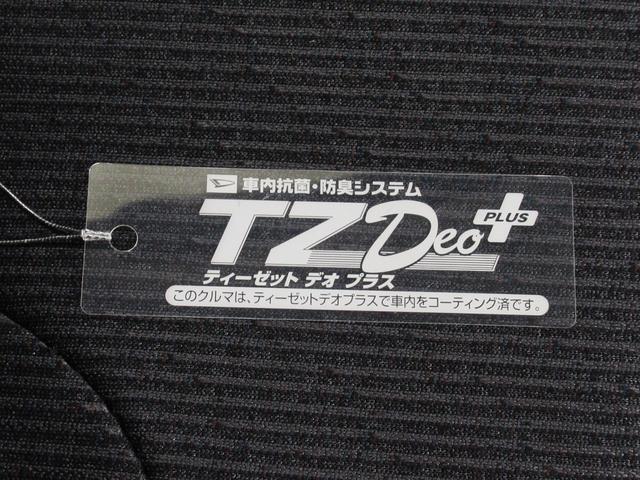 車内抗菌・防臭システム
TZ Deo PLUS
ティーゼット デオ プラス
このクルマは、ティーゼットデオプラスで車内をコーティング済です。